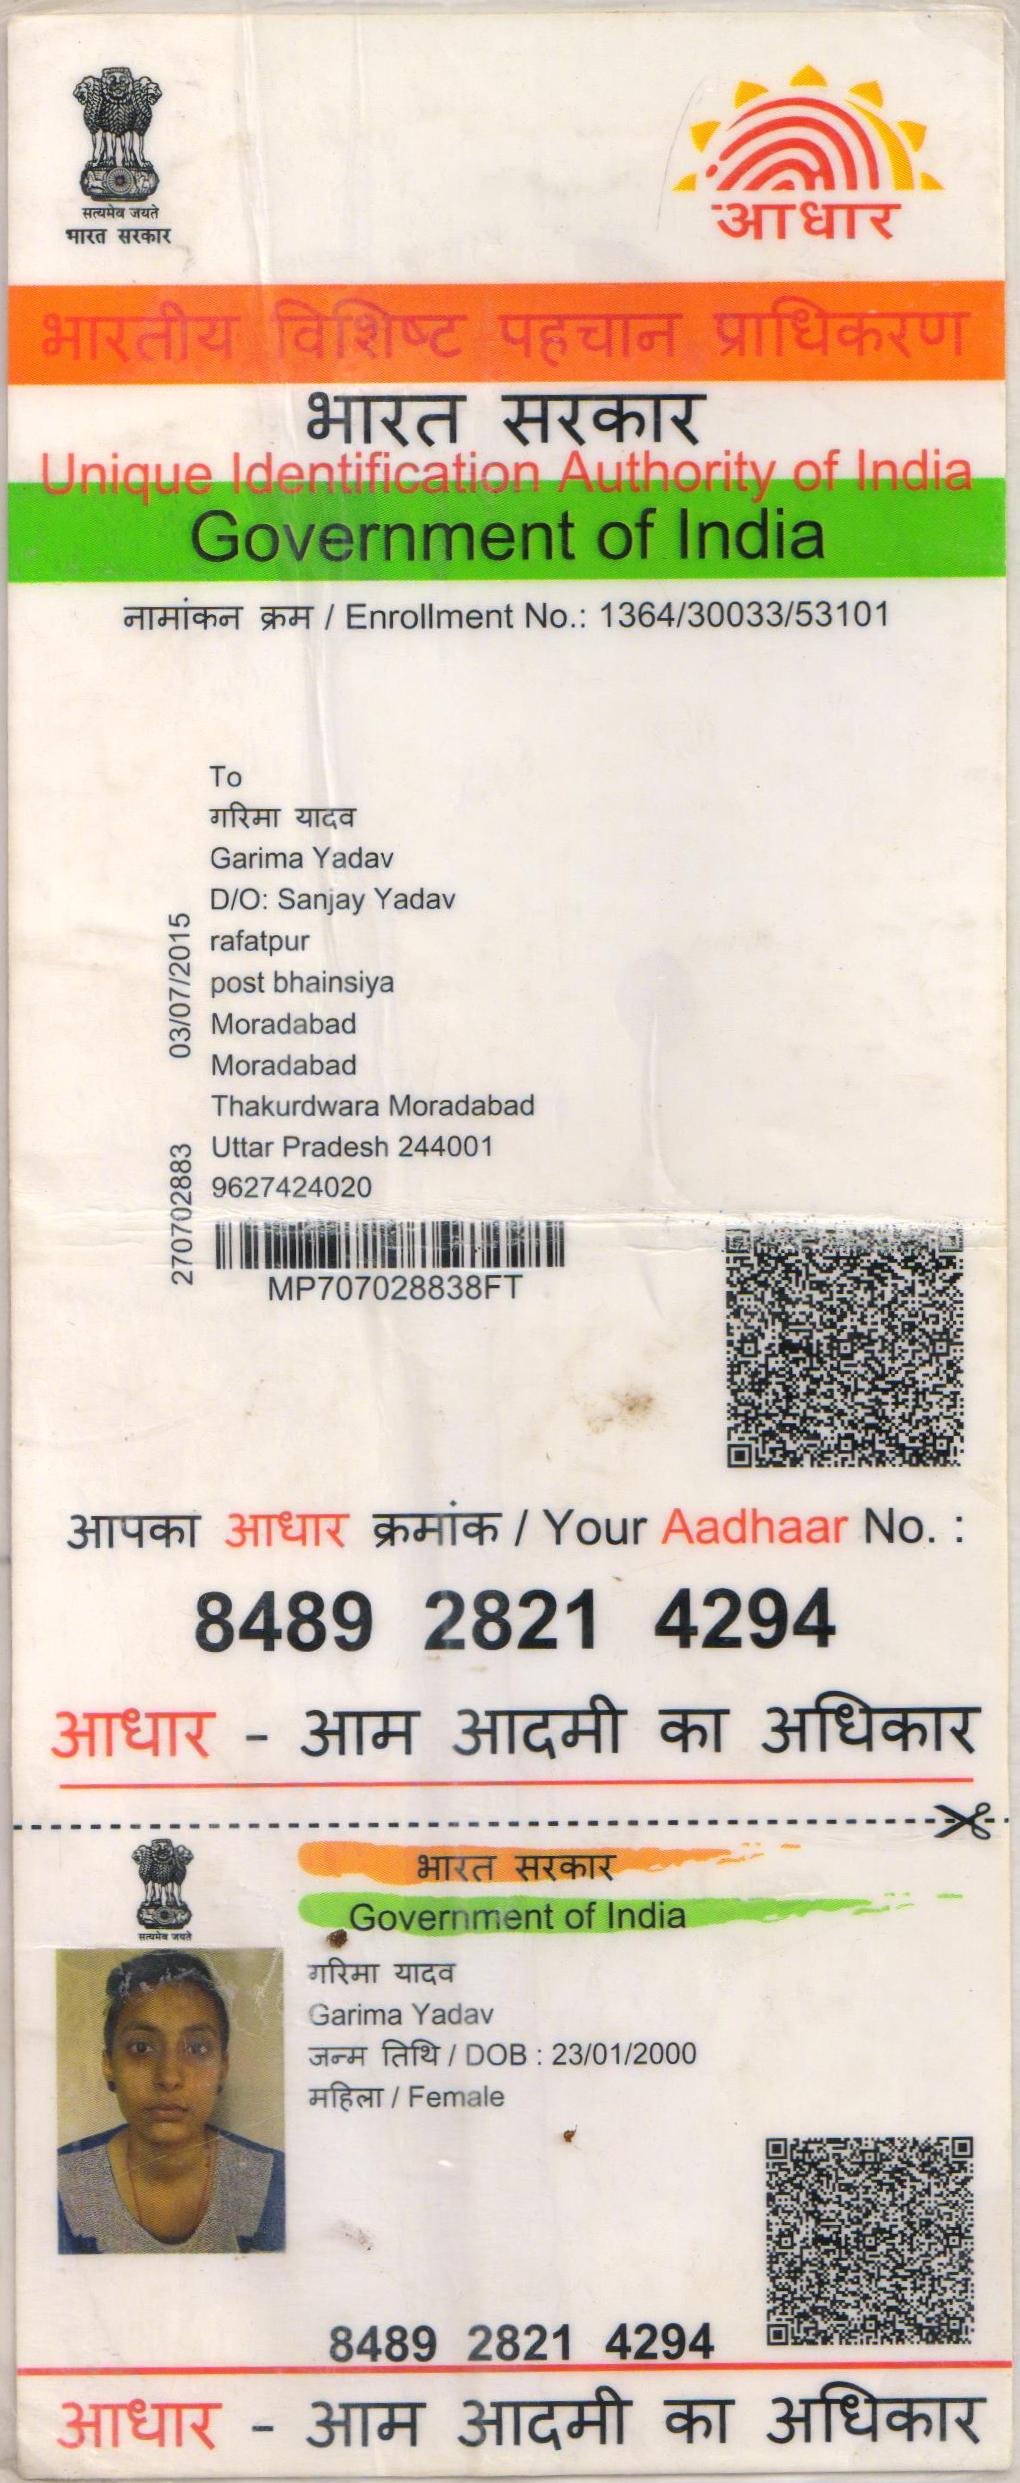 सत्यमेव जयते
भारत सरकार
आधार
भारतीय विशिष्ट पहचान प्राधिकरण
भारत सरकार
Unique Identification Authority of India
Government of India
नामांकन क्रम / Enrollment No.: 1364/30033/53101
To
गरिमा यादव
Garima Yadav
D/O: Sanjay Yadav
rafatpur
post bhainsiya
Moradabad
Moradabad
Thakurdwara Moradabad
Uttar Pradesh 244001
9627424020
03/07/2015
270702883
MP707028838FT
आपका आधार क्रमांक / Your Aadhaar No. :
8489 2821 4294
आधार - आम आदमी का अधिकार
सत्यमेव जयते
भारत सरकार
Government of India
गरिमा यादव
Garima Yadav
जन्म तिथि / DOB : 23/01/2000
महिला / Female
8489 2821 4294
आधार - आम आदमी का अधिकार